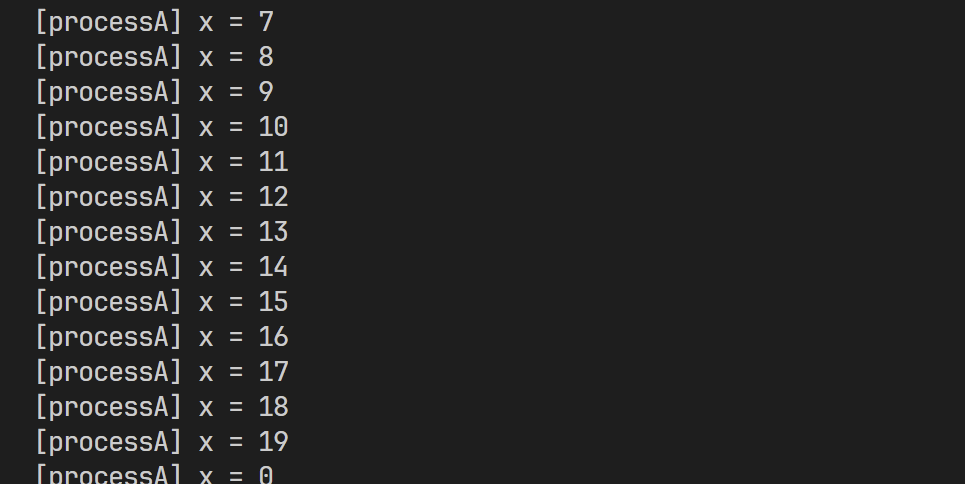 [processA] x = 7
[processA] x = 8
[processA] x = 9
[processA] x = 10
[processA] x = 11
[processA] x = 12
[processA] x = 13
[processA] x = 14
[processA] x = 15
[processA] x = 16
[processA] x = 17
[processA] x = 18
[processA] x = 19
[processA] x = 0